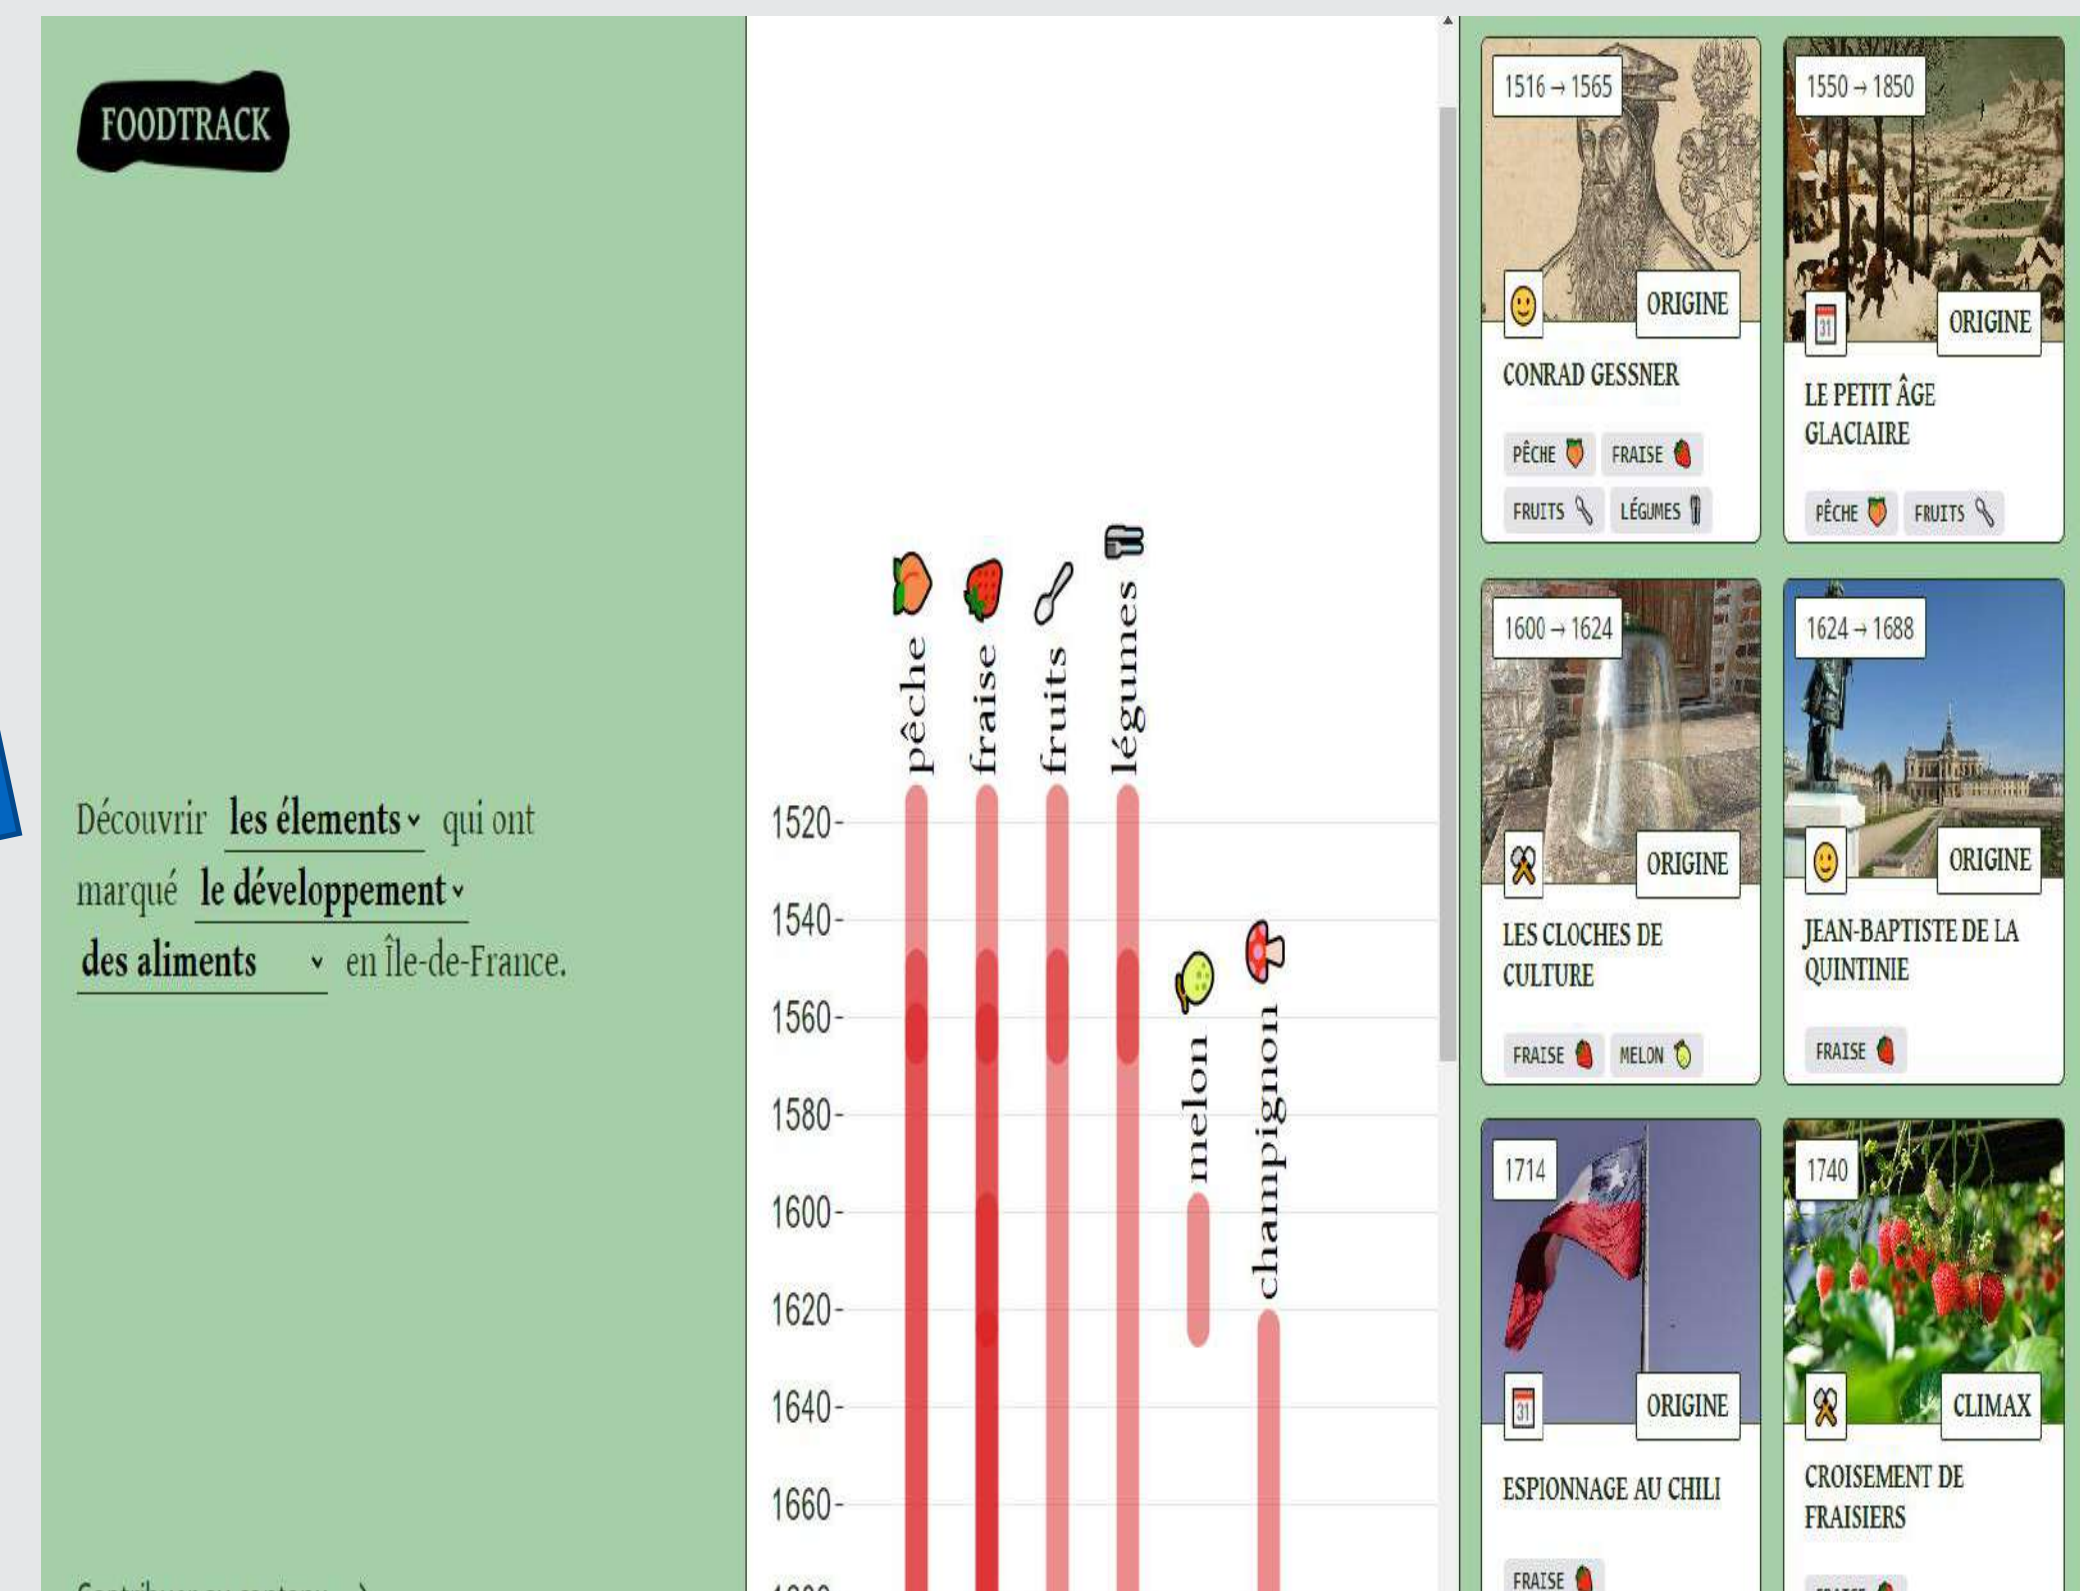 FOODTRACK
Découvrir les élements qui ont
marqué le développement
des aliments en Île-de-France.
pêche
fraise
fruits
légumes
melon
champignon
1520-
1540-
1560-
1580-
1600-
1620-
1640-
1660-
1516 → 1565
ORIGINE
CONRAD GESSNER
PÊCHE FRAISE
FRUITS LÉGUMES
1550 → 1850
31
ORIGINE
LE PETIT ÂGE
GLACIAIRE
PÊCHE FRUITS
1600 → 1624
ORIGINE
LES CLOCHES DE
CULTURE
FRAISE MELON
1624 → 1688
ORIGINE
JEAN-BAPTISTE DE LA
QUINTINIE
FRAISE
1714
31
ORIGINE
ESPIONNAGE AU CHILI
FRAISE
1740
CLIMAX
CROISEMENT DE
FRAISIERS